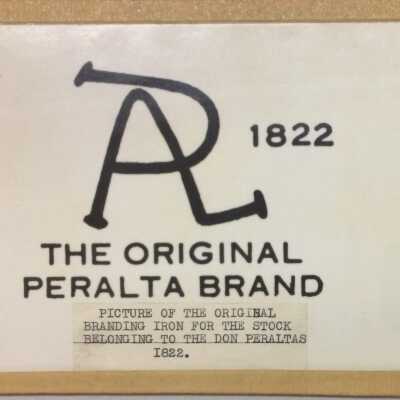 1822
THE ORIGINAL
PERALTA BRAND
PICTURE OF THE ORIGINAL
BRANDING IRON FOR THE STOCK
BELONGING TO THE DON PERALTAS
1822.